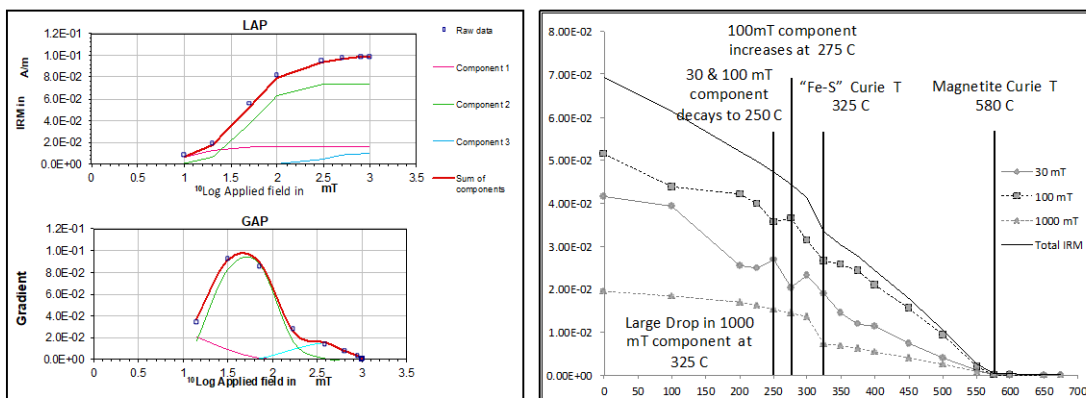 LAP
1.2E-01
1.0E-01
8.0E-02
6.0E-02
4.0E-02
2.0E-02
0.0E+00
IRM in A/m
0 0.5 1 1.5 2 2.5 3 3.5
10Log Applied field in mT
Raw data
Component 1
Component 2
Component 3
Sum of
components
GAP
1.2E-01
1.0E-01
8.0E-02
6.0E-02
4.0E-02
2.0E-02
0.0E+00
Gradient
0 0.5 1 1.5 2 2.5 3 3.5
10Log Applied field in mT
8.00E-02
7.00E-02
6.00E-02
5.00E-02
4.00E-02
3.00E-02
2.00E-02
1.00E-02
0.00E+00
100mT component
increases at 275 C
30 & 100 mT
component
decays to 250 C
“Fe-S” Curie T
325 C
Magnetite Curie T
580 C
30 mT
100 mT
1000 mT
Total IRM
Large Drop in 1000
mT component at
325 C
0 50 100 150 200 250 300 350 400 450 500 550 600 650 700